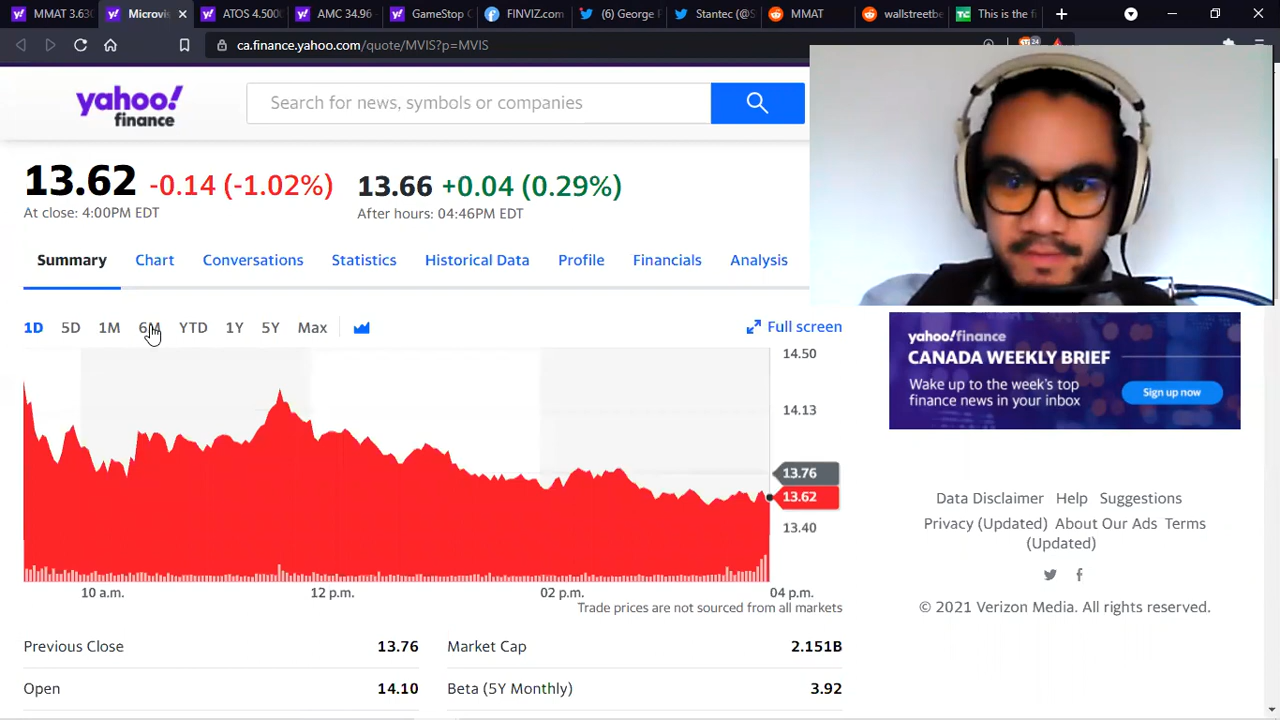 MMAT 3.630
Microvis
ATOS 4.5000
AMC 34.96
GameStop C
FINVIZ.com
(6) George F
Stantec (@S
MMAT
wallstreetbe
This is the fi
ca.finance.yahoo.com/quote/MVIS?p=MVIS
24
yahoo!
finance
Search for news, symbols or companies
13.62 -0.14 (-1.02%) 13.66 +0.04 (0.29%)
At close: 4:00PM EDT After hours: 04:46PM EDT
Summary Chart Conversations Statistics Historical Data Profile Financials Analysis
1D 5D 1M 6M YTD 1Y 5Y Max Full screen
14.50
14.13
13.76
13.62
13.40
10 a.m. 12 p.m. 02 p.m. 04 p.m.
Trade prices are not sourced from all markets
Previous Close 13.76 Market Cap 2.151B
Open 14.10 Beta (5Y Monthly) 3.92
yahoo!finance
CANADA WEEKLY BRIEF
Wake up to the week's top
finance news in your inbox
Sign up now
Data Disclaimer Help Suggestions
Privacy (Updated) About Our Ads Terms
(Updated)
© 2021 Verizon Media. All rights reserved.